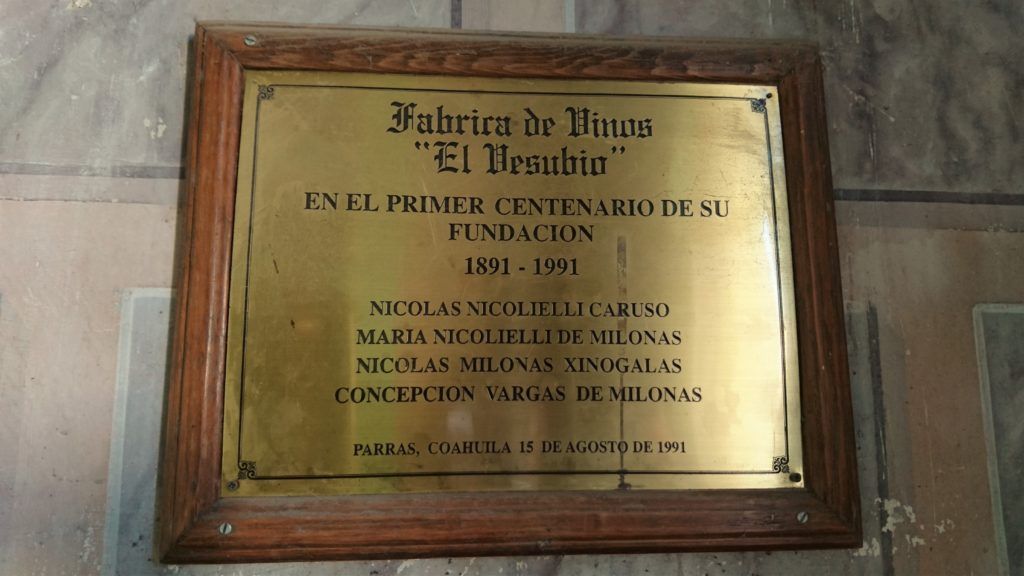 Fabrica de Vinos
"El Vesubio"
EN EL PRIMER CENTENARIO DE SU
FUNDACION
1891 - 1991
NICOLAS NICOLIELLI CARUSO
MARIA NICOLIELLI DE MILONAS
NICOLAS MILONAS XINOGALAS
CONCEPCION VARGAS DE MILONAS
PARRAS, COAHUILA 15 DE AGOSTO DE 1991